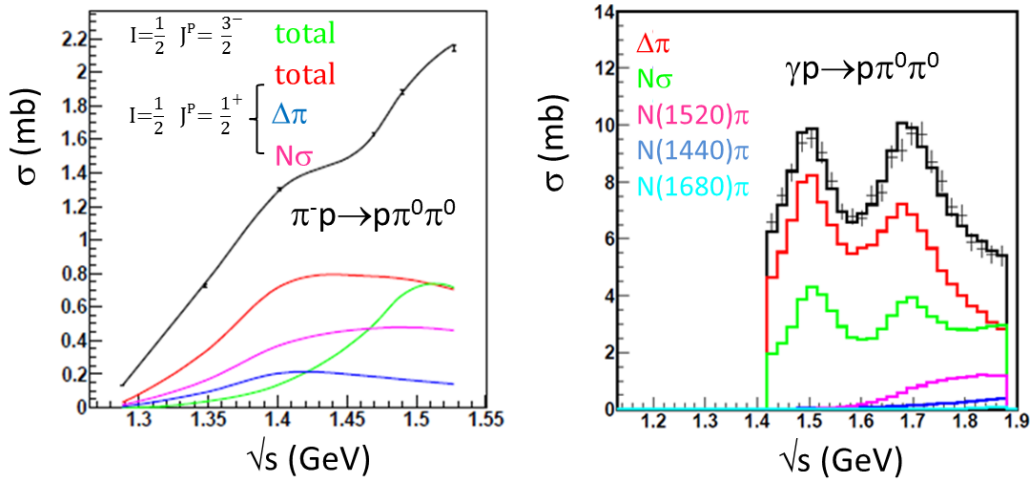 I=1/2 J^P= 3^-/2 total
total
I=1/2 J^P= 1^+/2 Δπ
Nσ
π⁻p→pπ⁰π⁰
σ (mb)
2.2
2
1.8
1.6
1.4
1.2
1
0.8
0.6
0.4
0.2
0
1.3 1.35 1.4 1.45 1.5 1.55
√s (GeV)
Δπ
Nσ
N(1520)π
N(1440)π
N(1680)π
γp→pπ⁰π⁰
σ (mb)
14
12
10
8
6
4
2
0
1.2 1.3 1.4 1.5 1.6 1.7 1.8 1.9
√s (GeV)